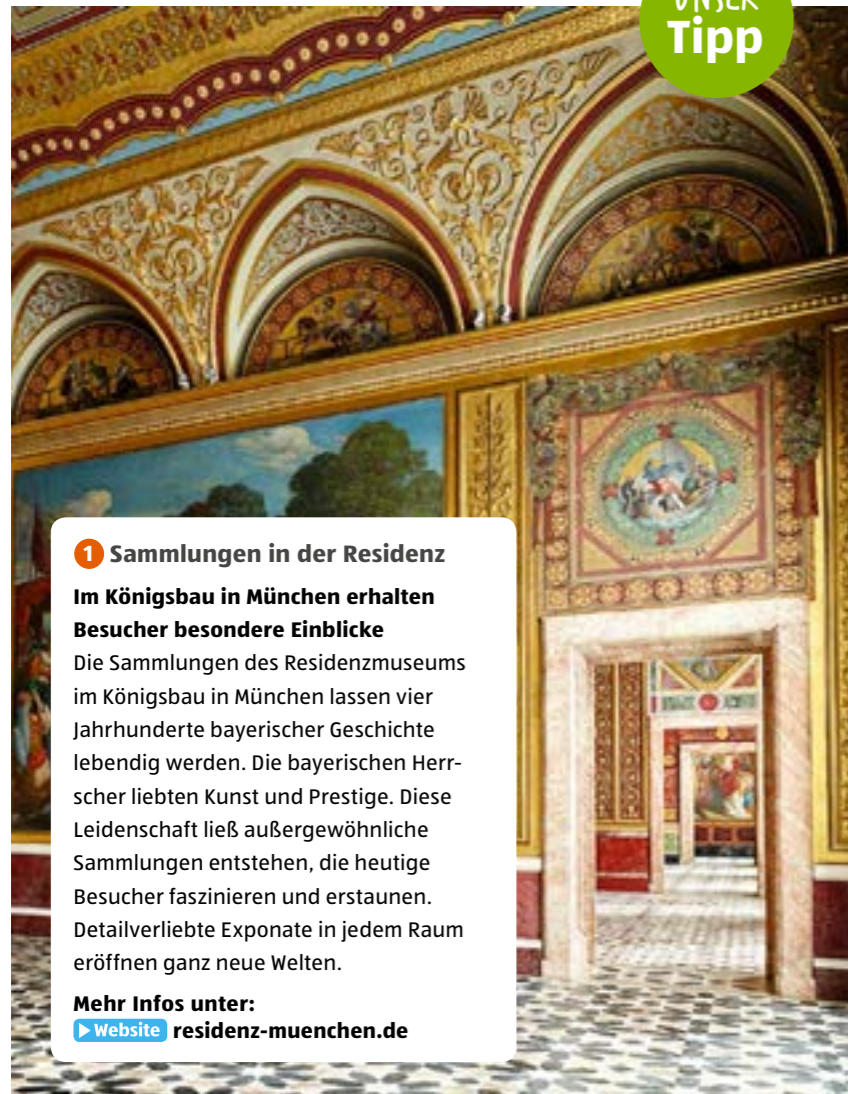 UNSER
Tipp
1 Sammlungen in der Residenz
Im Königsbau in München erhalten
Besucher besondere Einblicke
Die Sammlungen des Residenzmuseums
im Königsbau in München lassen vier
Jahrhunderte bayerischer Geschichte
lebendig werden. Die bayerischen Herr-
scher liebten Kunst und Prestige. Diese
Leidenschaft ließ außergewöhnliche
Sammlungen entstehen, die heutige
Besucher faszinieren und erstaunen.
Detailverliebte Exponate in jedem Raum
eröffnen ganz neue Welten.
Mehr Infos unter:
Website residenz-muenchen.de